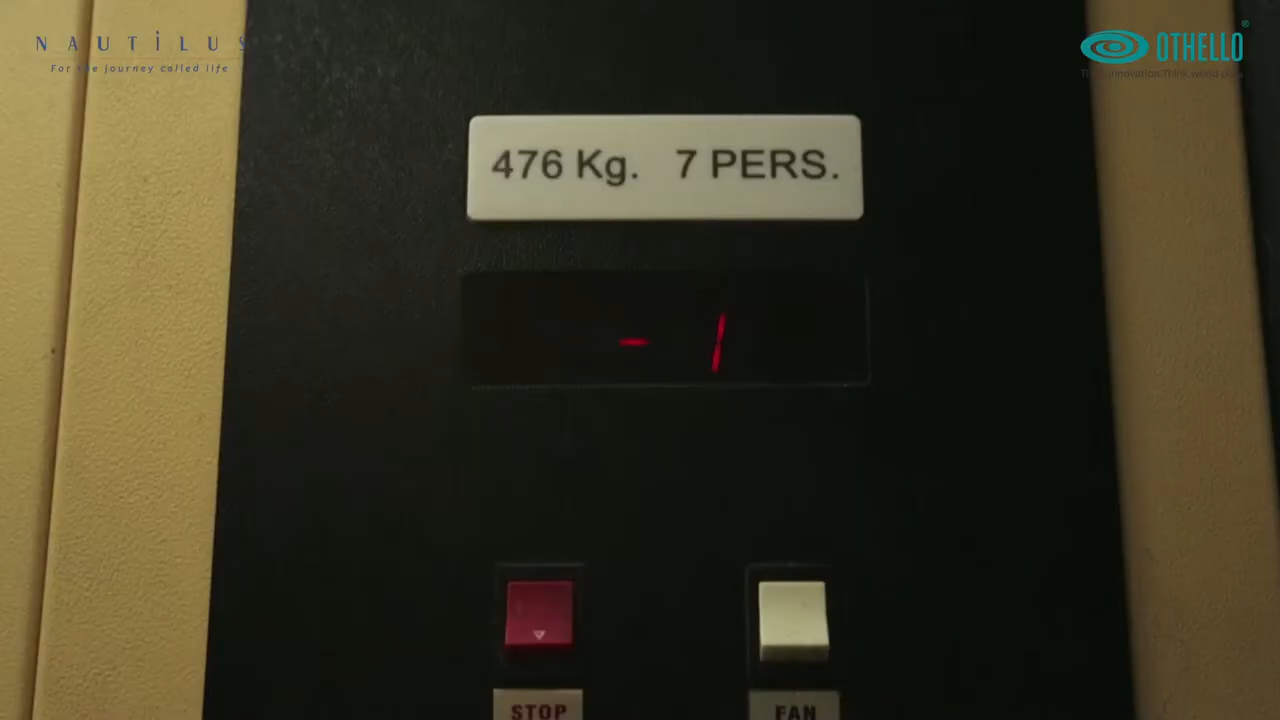 NAUTILUS
For the journey called life
OTHELLO®
476 Kg. 7 PERS.
- 1
STOP
FAN